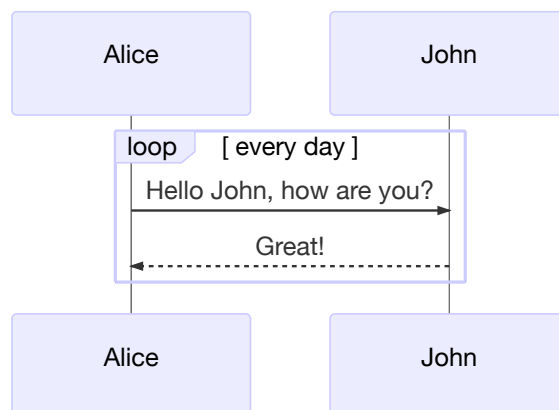 Alice
John
loop [ every day ]
Hello John, how are you?
Great!
Alice
John